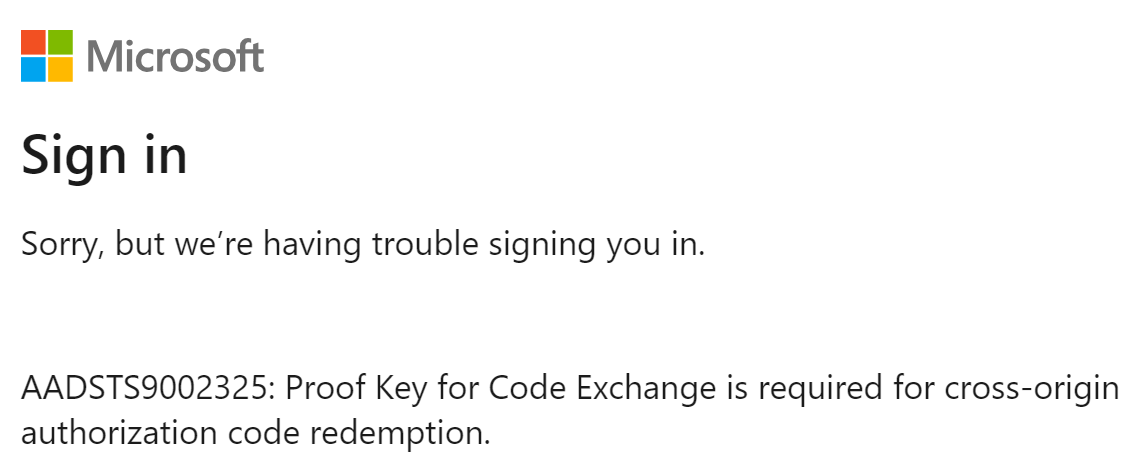 Microsoft
Sign in
Sorry, but we’re having trouble signing you in.
AADSTS9002325: Proof Key for Code Exchange is required for cross-origin
authorization code redemption.